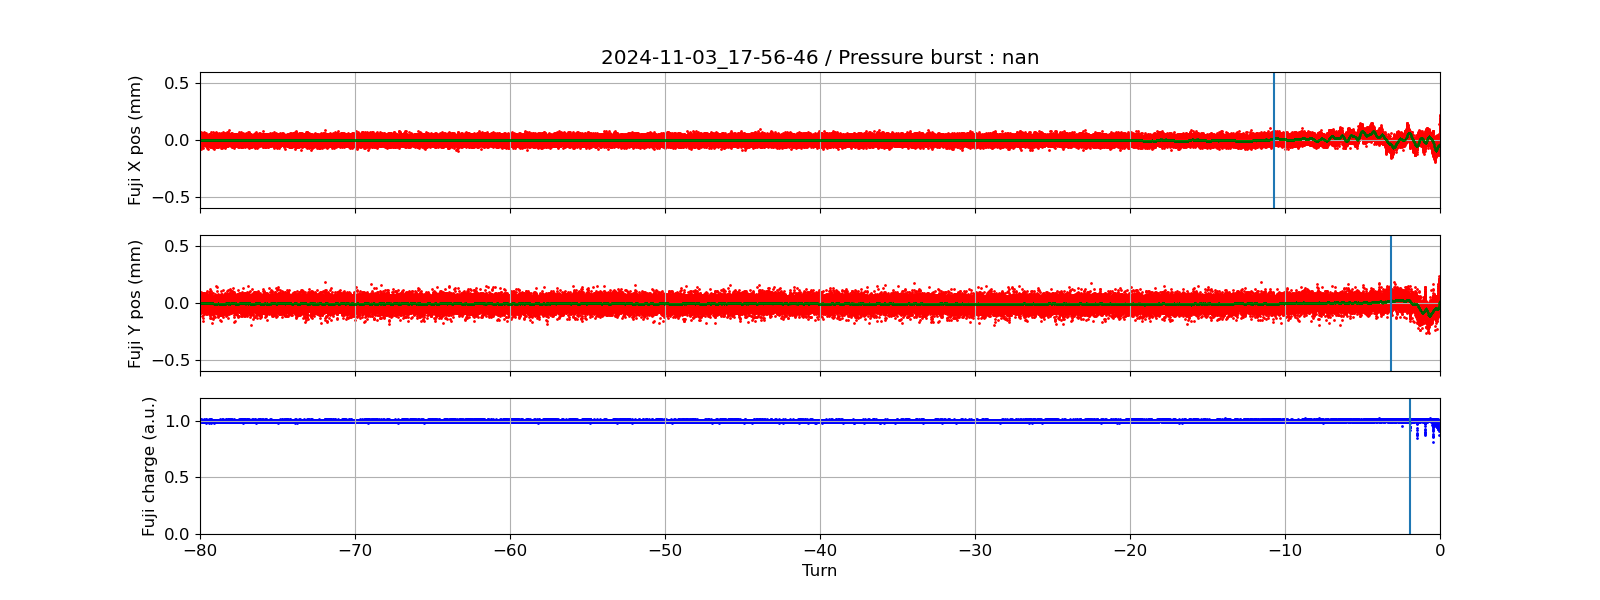 2024-11-03_17-56-46 / Pressure burst : nan
Fuji X pos (mm)
0.5
0.0
−0.5
Fuji Y pos (mm)
0.5
0.0
−0.5
Fuji charge (a.u.)
1.0
0.5
0.0
−80 −70 −60 −50 −40 −30 −20 −10 0
Turn